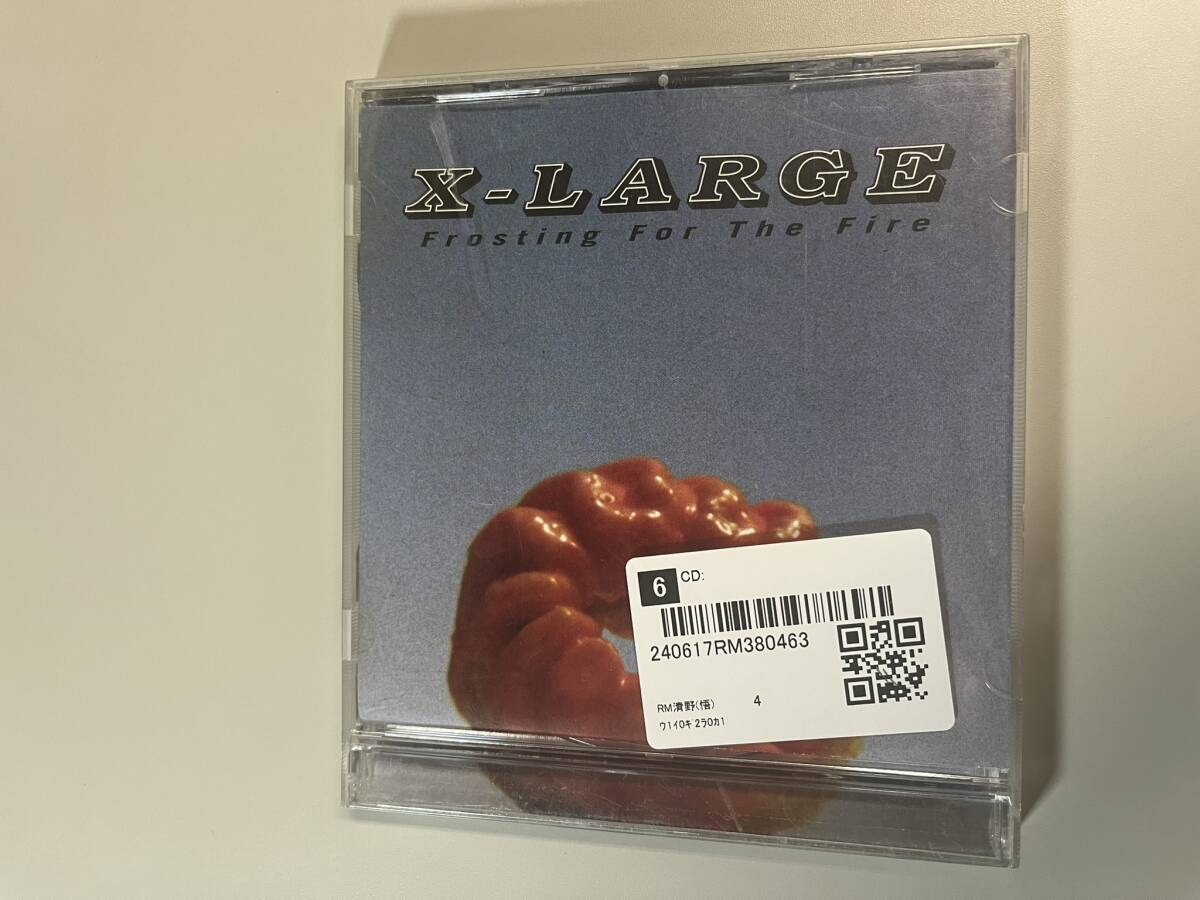 X-LARGE
Frosting For The Fire
6 CD:
240617RM380463
RM濱野(悟) 4
ワ1イロキ 2ラ0カ1